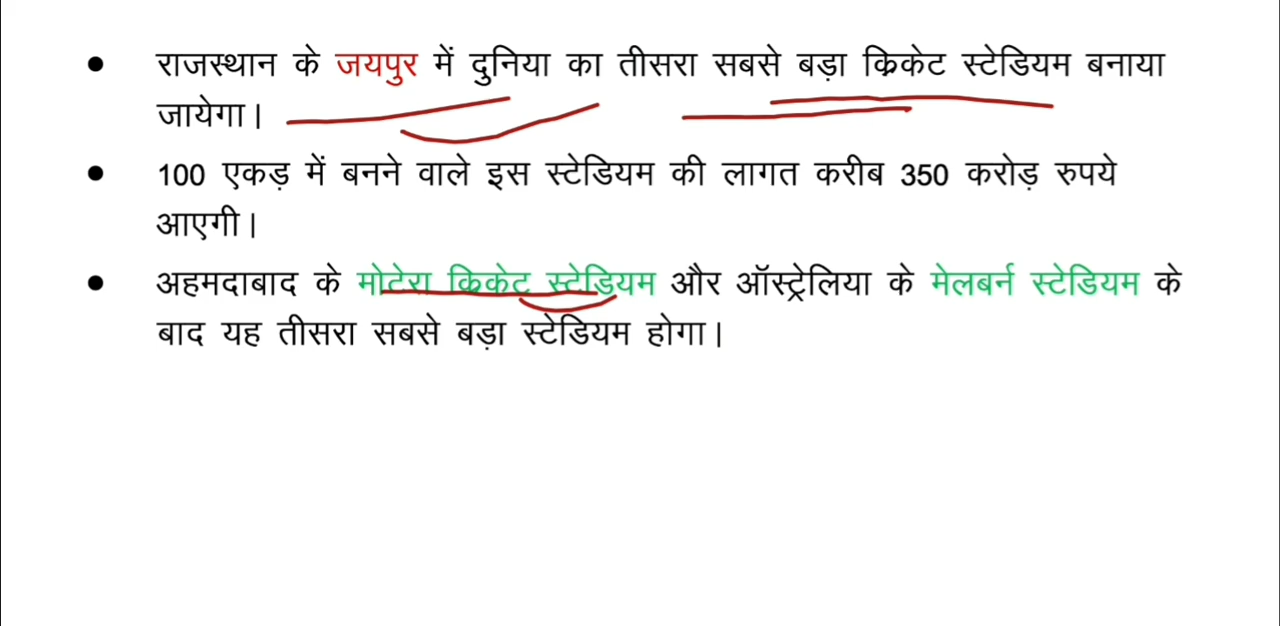 • राजस्थान के जयपुर में दुनिया का तीसरा सबसे बड़ा क्रिकेट स्टेडियम बनाया
जायेगा।
• 100 एकड़ में बनने वाले इस स्टेडियम की लागत करीब 350 करोड़ रुपये
आएगी।
• अहमदाबाद के मोटेरा क्रिकेट स्टेडियम और ऑस्ट्रेलिया के मेलबर्न स्टेडियम के
बाद यह तीसरा सबसे बड़ा स्टेडियम होगा।